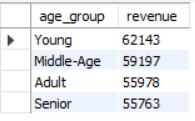 age_group revenue
Young 62143
Middle-Age 59197
Adult 55978
Senior 55763